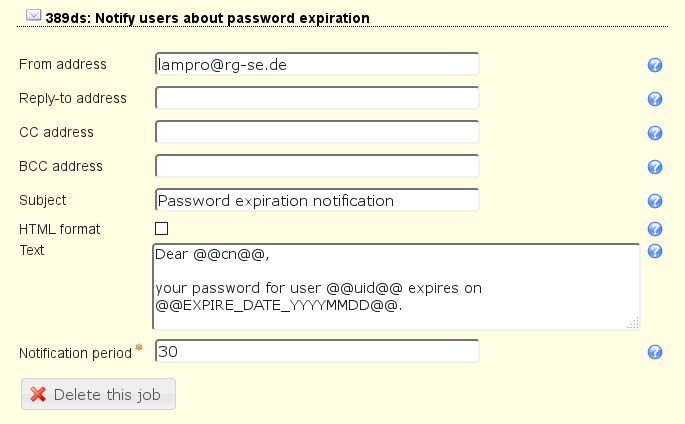 389ds: Notify users about password expiration
From address lampro@rg-se.de
Reply-to address
CC address
BCC address
Subject Password expiration notification
HTML format
Text Dear @@cn@@,
your password for user @@uid@@ expires on
@@EXPIRE_DATE_YYYYMMDD@@.
Notification period * 30
Delete this job